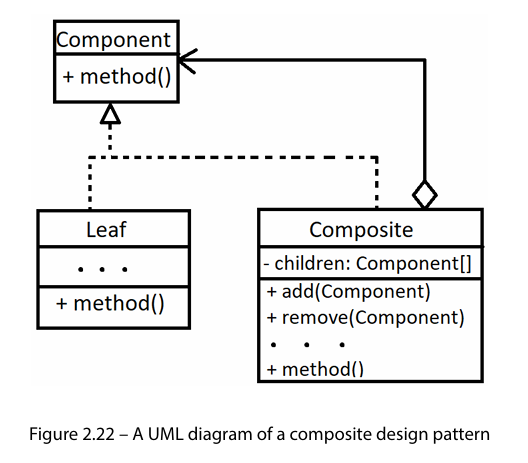 Component
+ method()
Leaf
. . .
+ method()
Composite
- children: Component[]
+ add(Component)
+ remove(Component)
. . .
+ method()
Figure 2.22 – A UML diagram of a composite design pattern